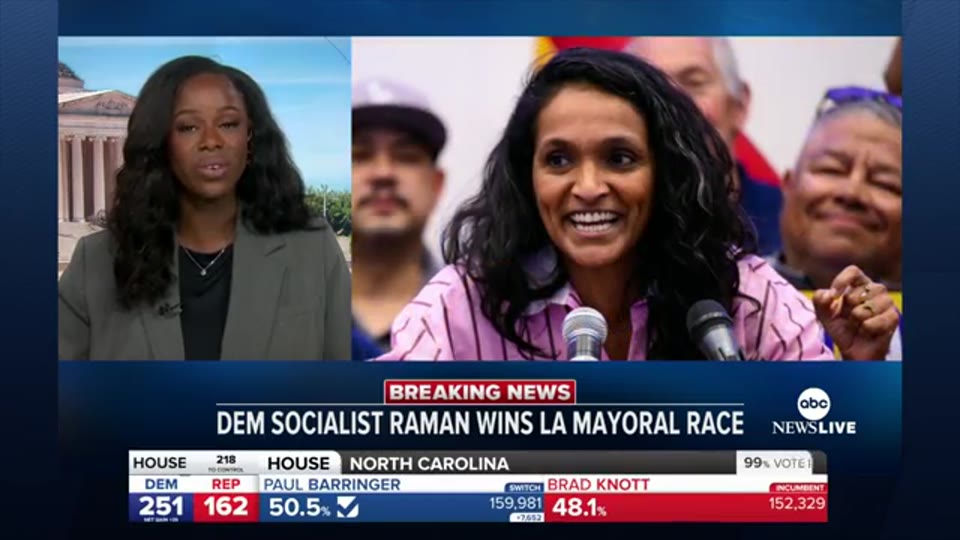 BREAKING NEWS
DEM SOCIALIST RAMAN WINS LA MAYORAL RACE
abc
NEWSLIVE
HOUSE 218 TO CONTROL
HOUSE NORTH CAROLINA 99% VOTE
DEM REP
251 162
PAUL BARRINGER SWITCH BRAD KNOTT INCUMBENT
50.5% 159,981 48.1% 152,329
+7,652